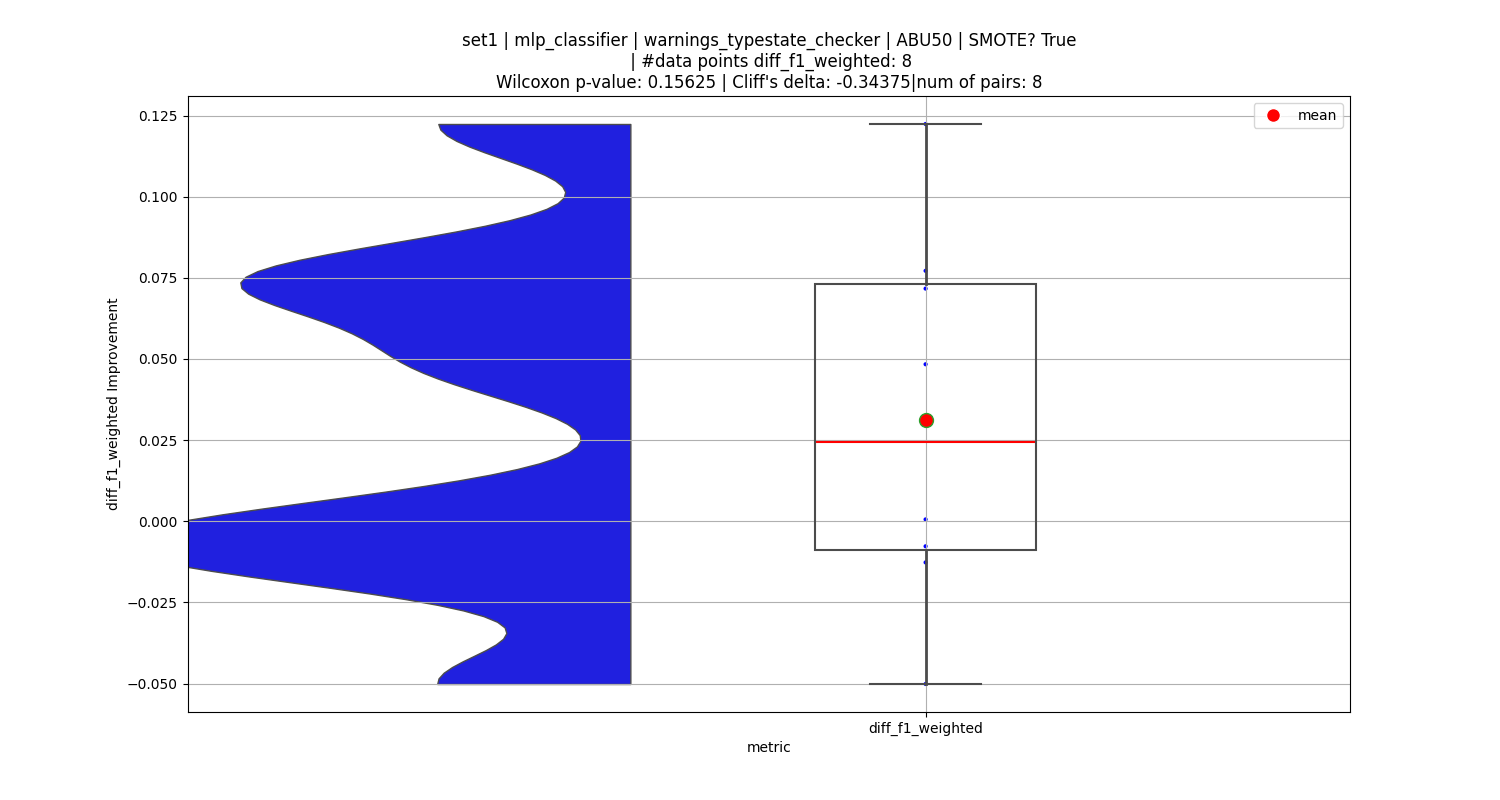 set1 | mlp_classifier | warnings_typestate_checker | ABU50 | SMOTE? True
| #data points diff_f1_weighted: 8
Wilcoxon p-value: 0.15625 | Cliff's delta: -0.34375|num of pairs: 8
mean
0.125
0.100
0.075
0.050
0.025
0.000
−0.025
−0.050
diff_f1_weighted Improvement
diff_f1_weighted
metric